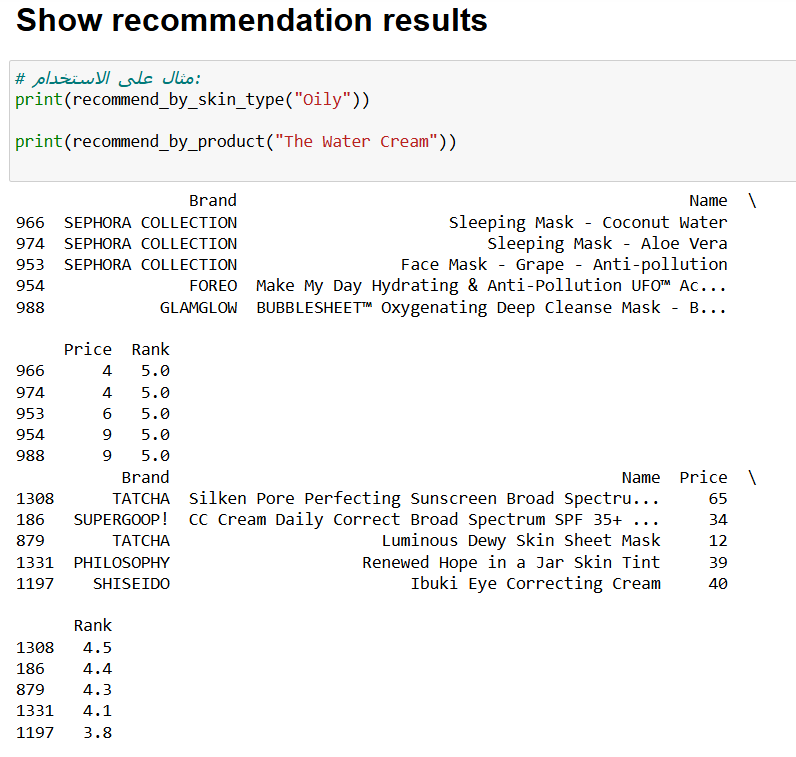 Show recommendation results
# مثال على الاستخدام:
print(recommend_by_skin_type("Oily"))
print(recommend_by_product("The Water Cream"))
Brand Name \
966 SEPHORA COLLECTION Sleeping Mask - Coconut Water
974 SEPHORA COLLECTION Sleeping Mask - Aloe Vera
953 SEPHORA COLLECTION Face Mask - Grape - Anti-pollution
954 FOREO Make My Day Hydrating & Anti-Pollution UFO™ Ac...
988 GLAMGLOW BUBBLESHEET™ Oxygenating Deep Cleanse Mask - B...
Price Rank
966 4 5.0
974 4 5.0
953 6 5.0
954 9 5.0
988 9 5.0
Brand Name Price \
1308 TATCHA Silken Pore Perfecting Sunscreen Broad Spectru... 65
186 SUPERGOOP! CC Cream Daily Correct Broad Spectrum SPF 35+ ... 34
879 TATCHA Luminous Dewy Skin Sheet Mask 12
1331 PHILOSOPHY Renewed Hope in a Jar Skin Tint 39
1197 SHISEIDO Ibuki Eye Correcting Cream 40
Rank
1308 4.5
186 4.4
879 4.3
1331 4.1
1197 3.8